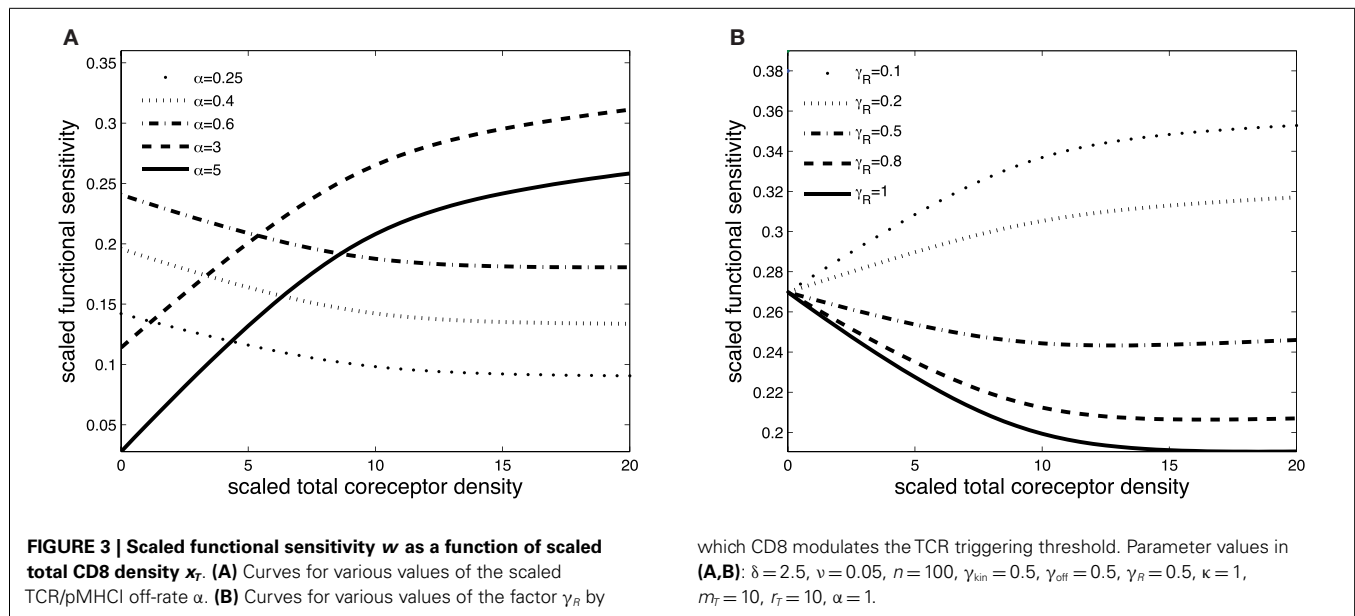 A
0.35
0.3
0.25
0.2
0.15
0.1
0.05
0
5
10
15
20
α=0.25
α=0.4
α=0.6
α=3
α=5
scaled functional sensitivity
scaled total coreceptor density
B
0.38
0.36
0.34
0.32
0.3
0.28
0.26
0.24
0.22
0.2
0
5
10
15
20
γR=0.1
γR=0.2
γR=0.5
γR=0.8
γR=1
scaled functional sensitivity
scaled total coreceptor density
FIGURE 3 | Scaled functional sensitivity w as a function of scaled
total CD8 density xT. (A) Curves for various values of the scaled
TCR/pMHCI off-rate α. (B) Curves for various values of the factor γR by
which CD8 modulates the TCR triggering threshold. Parameter values in
(A,B): δ = 2.5, ν = 0.05, n = 100, γkin = 0.5, γoff = 0.5, γR = 0.5, κ = 1,
mT = 10, rT = 10, α = 1.